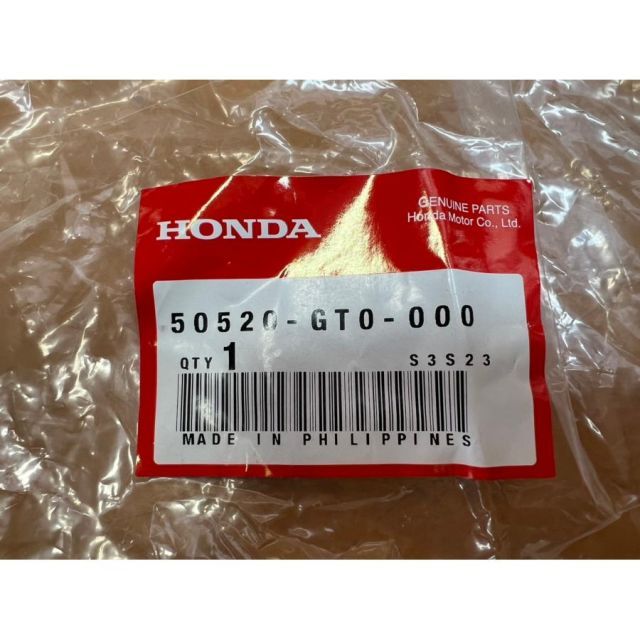 HONDA
GENUINE PARTS
Honda Motor Co., Ltd.
50520-GT0-000
QTY 1 S3S23
MADE IN PHILIPPINES